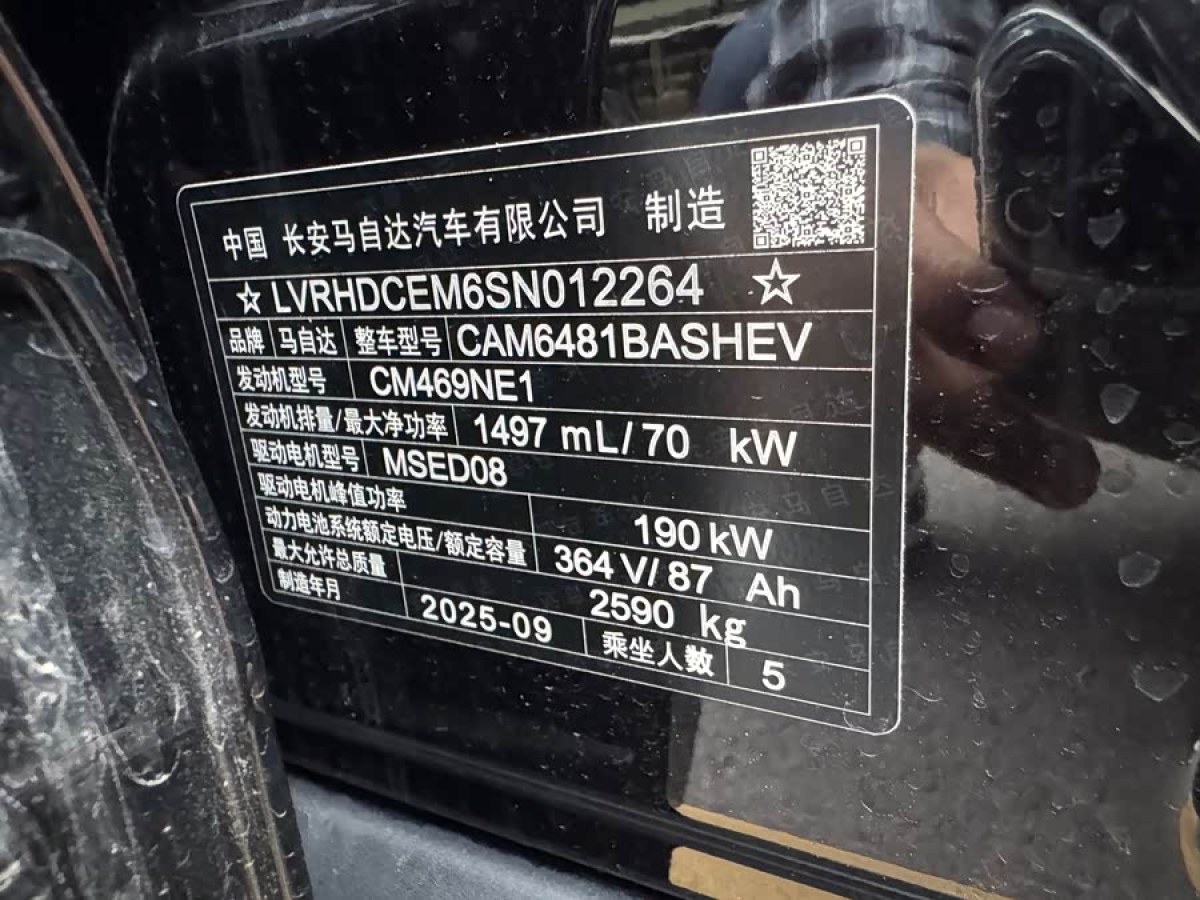 中国 长安马自达汽车有限公司 制造
☆LVRHDCEM6SN012264 ☆
品牌 马自达 整车型号 CAM6481BASHEV
发动机型号 CM469NE1
发动机排量/最大净功率 1497 mL/70 kW
驱动电机型号 MSED08
驱动电机峰值功率 190 kW
动力电池系统额定电压/额定容量 364 V/87 Ah
最大允许总质量 2590 kg
制造年月 2025-09 乘坐人数 5